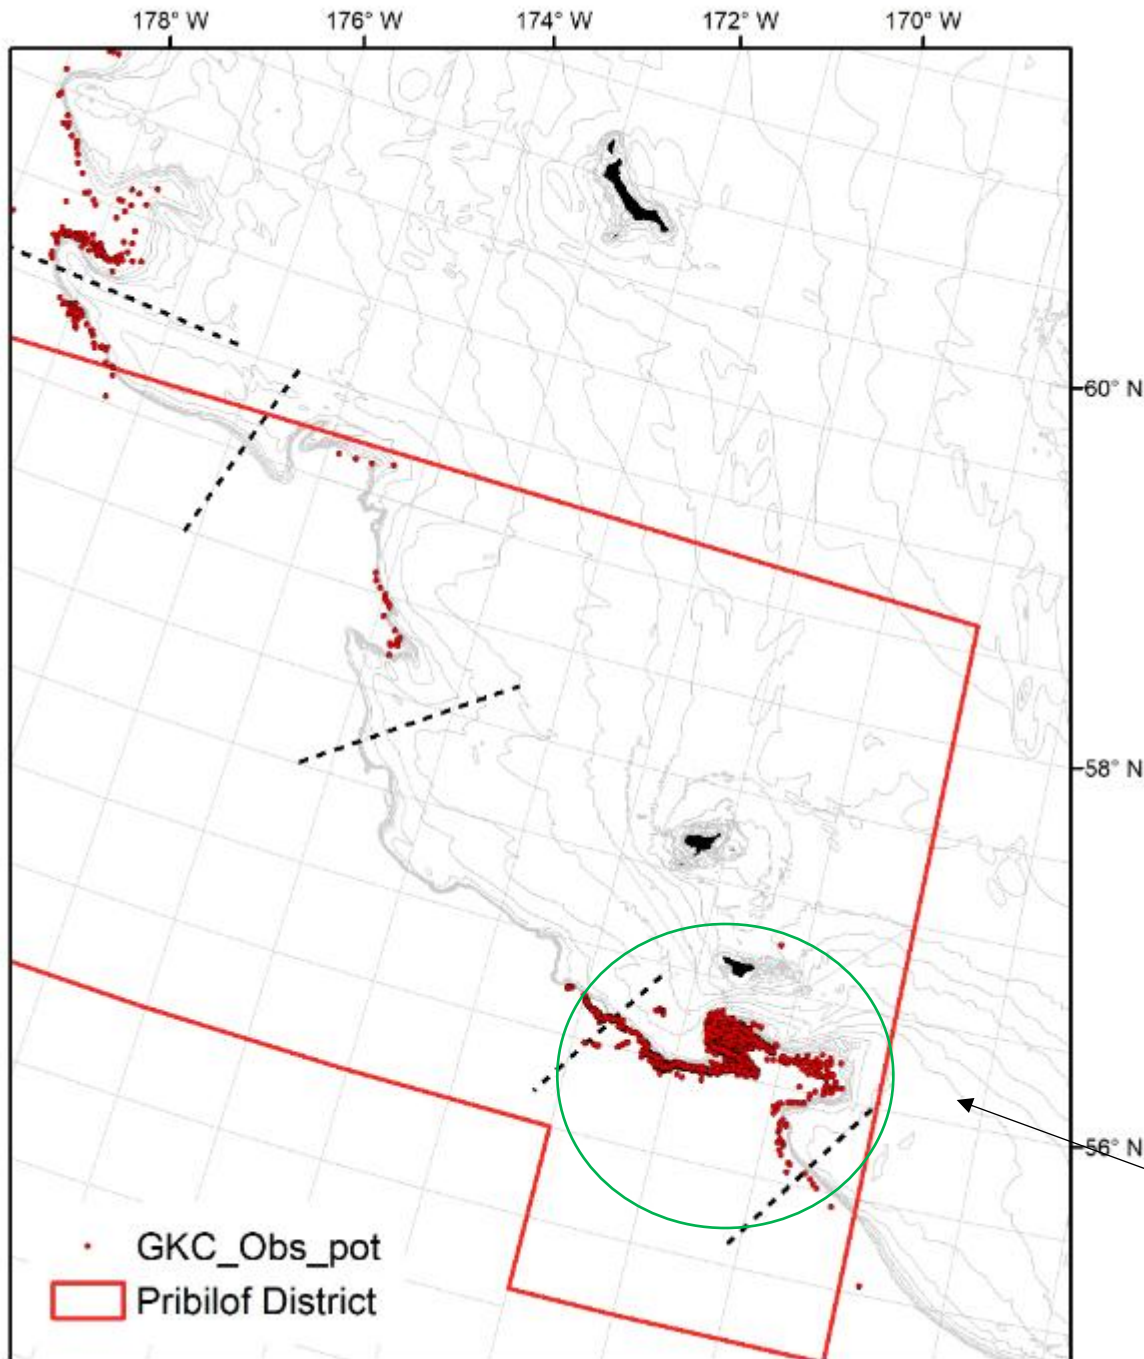 178° W
176° W
174° W
172° W
170° W
60° N
58° N
56° N
GKC_Obs_pot
Pribilof District